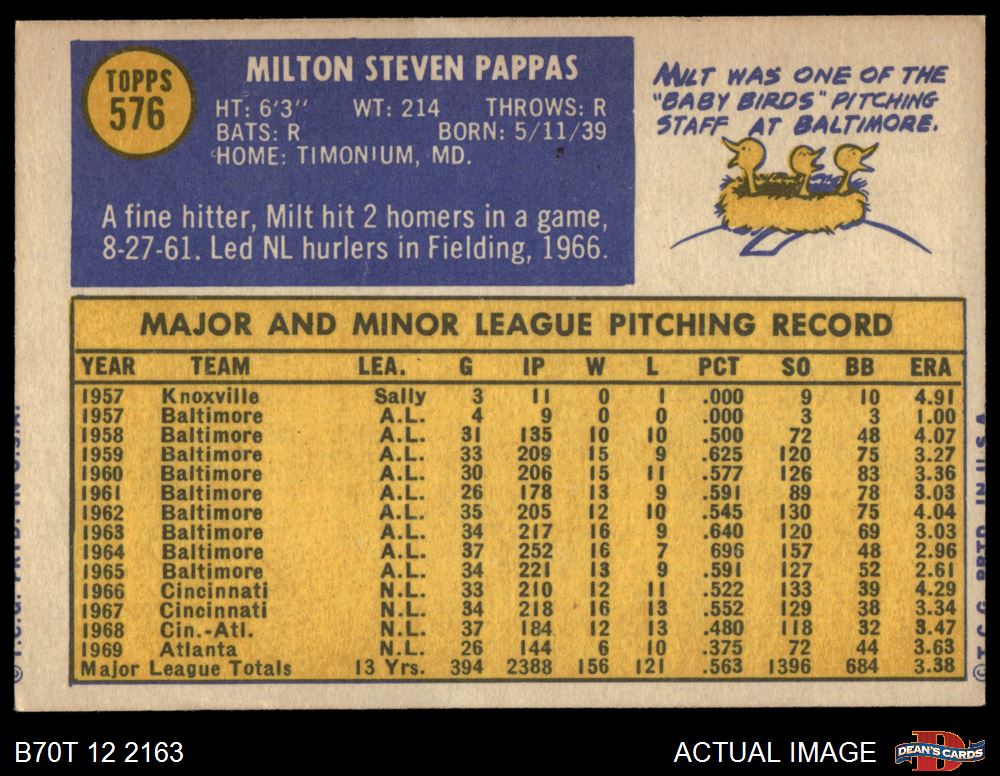 TOPPS
576
MILTON STEVEN PAPPAS
HT: 6'3" WT: 214 THROWS: R
BATS: R BORN: 5/11/39
HOME: TIMONIUM, MD.
A fine hitter, Milt hit 2 homers in a game,
8-27-61. Led NL hurlers in Fielding, 1966.
MILT WAS ONE OF THE
"BABY BIRDS" PITCHING
STAFF AT BALTIMORE.
MAJOR AND MINOR LEAGUE PITCHING RECORD
YEAR TEAM LEA. G IP W L PCT SO BB ERA
1957 Knoxville Sally 3 11 0 1 .000 9 10 4.91
1957 Baltimore A.L. 4 9 0 0 .000 3 3 1.00
1958 Baltimore A.L. 31 135 10 10 .500 72 48 4.07
1959 Baltimore A.L. 33 209 15 9 .625 120 75 3.27
1960 Baltimore A.L. 30 206 15 11 .577 126 83 3.36
1961 Baltimore A.L. 26 178 13 9 .591 89 78 3.03
1962 Baltimore A.L. 35 205 12 10 .545 130 75 4.04
1963 Baltimore A.L. 34 217 16 9 .640 120 69 3.03
1964 Baltimore A.L. 37 252 16 7 696 157 48 2.96
1965 Baltimore A.L. 34 221 13 9 .591 127 52 2.61
1966 Cincinnati N.L. 33 210 12 11 .522 133 39 4.29
1967 Cincinnati N.L. 34 218 16 13 .552 129 38 3.34
1968 Cin.-Atl. N.L. 37 184 12 13 .480 118 32 3.47
1969 Atlanta N.L. 26 144 6 10 .375 72 44 3.63
Major League Totals 13 Yrs. 394 2388 156 121 .563 1396 684 3.38
© T.C.G. PRTD. IN U.S.A.
© T.C.G. PRTD. IN U.S.A.
B70T 12 2163
ACTUAL IMAGE
DEAN'S CARDS